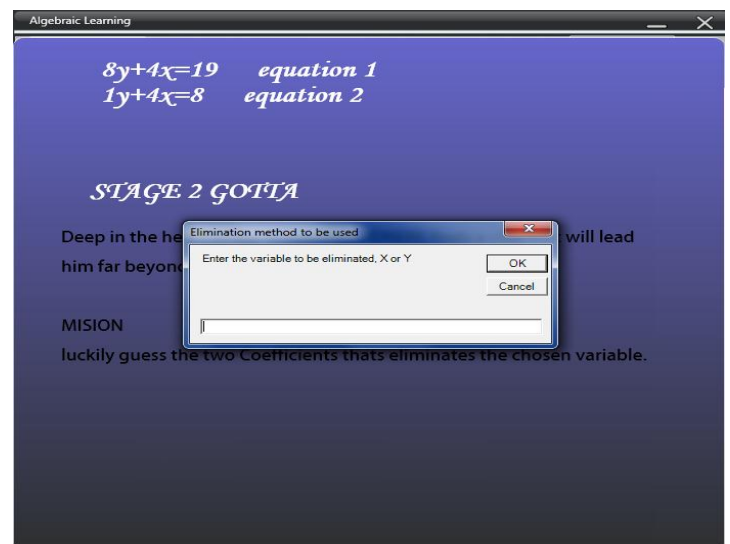 Algebraic Learning
8y+4x=19 equation 1
1y+4x=8 equation 2
STAGE 2 GOTTA
Deep in the he
Elimination method to be used
will lead
Enter the variable to be eliminated, X or Y
OK
him far beyond
Cancel
MISION
luckily guess the two Coefficients thats eliminates the chosen variable.